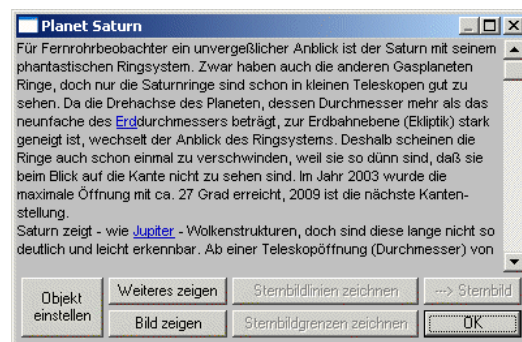 Planet Saturn
Für Fernrohrbeobachter ein unvergeßlicher Anblick ist der Saturn mit seinem
phantastischen Ringsystem. Zwar haben auch die anderen Gasplaneten
Ringe, doch nur die Saturnringe sind schon in kleinen Teleskopen gut zu
sehen. Da die Drehachse des Planeten, dessen Durchmesser mehr als das
neunfache des Erddurchmessers beträgt, zur Erdbahnebene (Ekliptik) stark
geneigt ist, wechselt der Anblick des Ringsystems. Deshalb scheinen die
Ringe auch schon einmal zu verschwinden, weil sie so dünn sind, daß sie
beim Blick auf die Kante nicht zu sehen sind. Im Jahr 2003 wurde die
maximale Öffnung mit ca. 27 Grad erreicht, 2009 ist die nächste Kanten-
stellung.
Saturn zeigt - wie Jupiter - Wolkenstrukturen, doch sind diese lange nicht so
deutlich und leicht erkennbar. Ab einer Teleskopöffnung (Durchmesser) von
Objekt
einstellen
Weiteres zeigen
Sternbildlinien zeichnen
---> Sternbild
Bild zeigen
Sternbildgrenzen zeichnen
OK